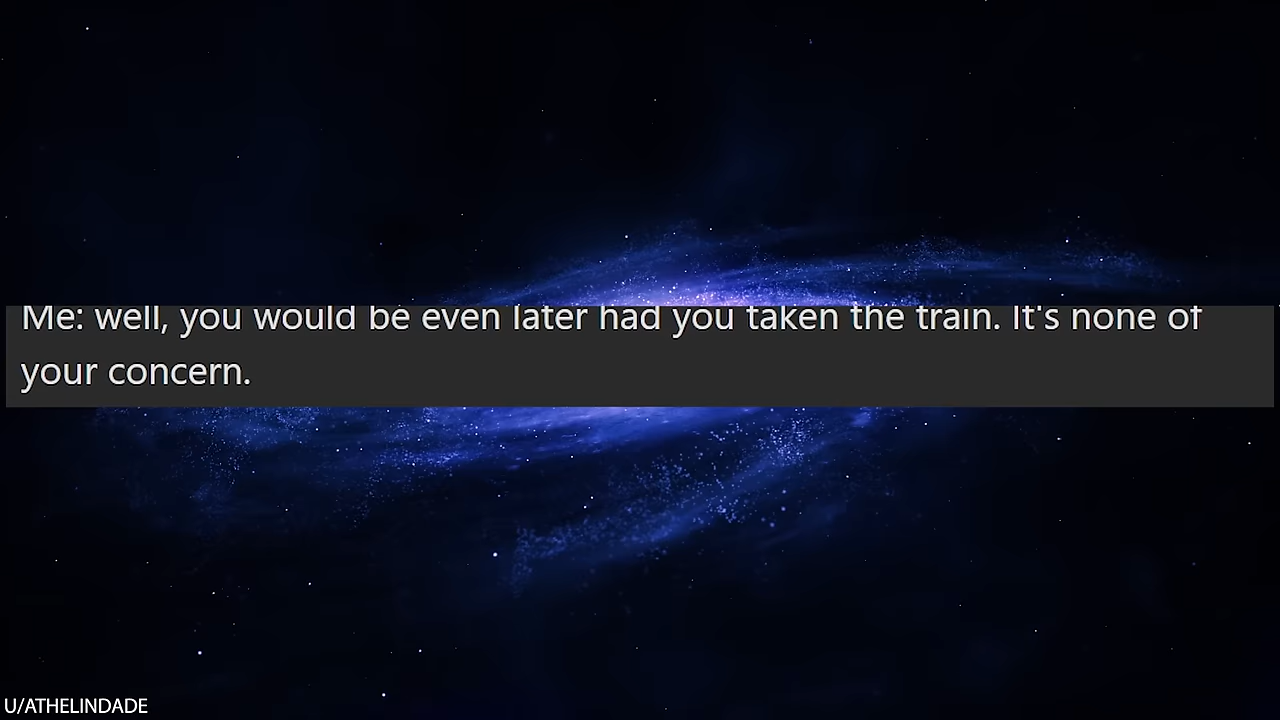 Me: well, you would be even later had you taken the train. It's none of
your concern.
U/ATHELINDADE